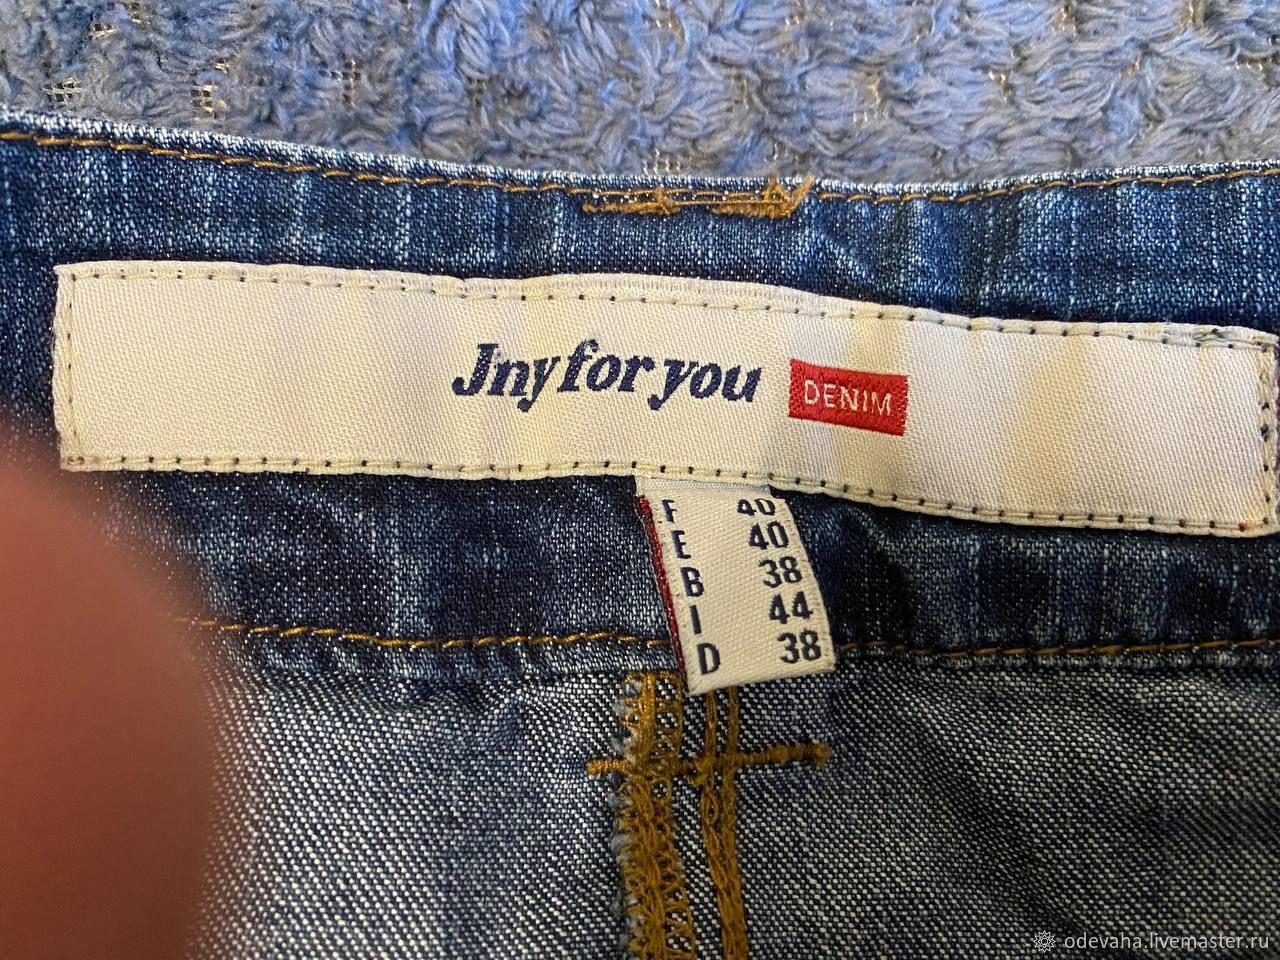 Jny for you DENIM
F 40
E 40
B 38
I 44
D 38
odevaha.livemaster.ru